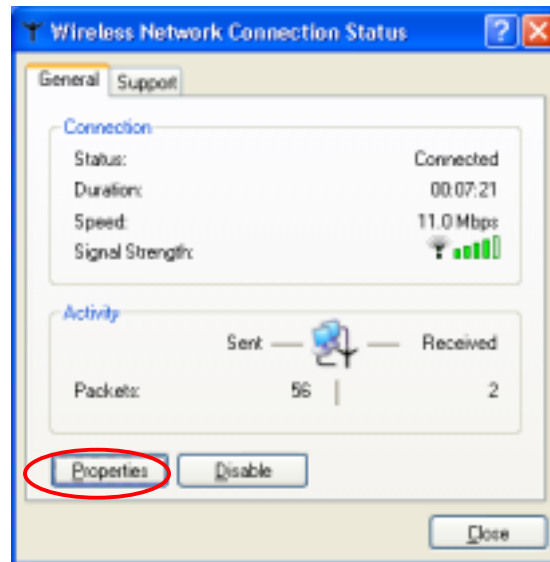 Wireless Network Connection Status
General Support
Connection
Status: Connected
Duration: 00:07:21
Speed: 11.0 Mbps
Signal Strength:
Activity
Sent Received
Packets: 56 2
Properties Disable
Close